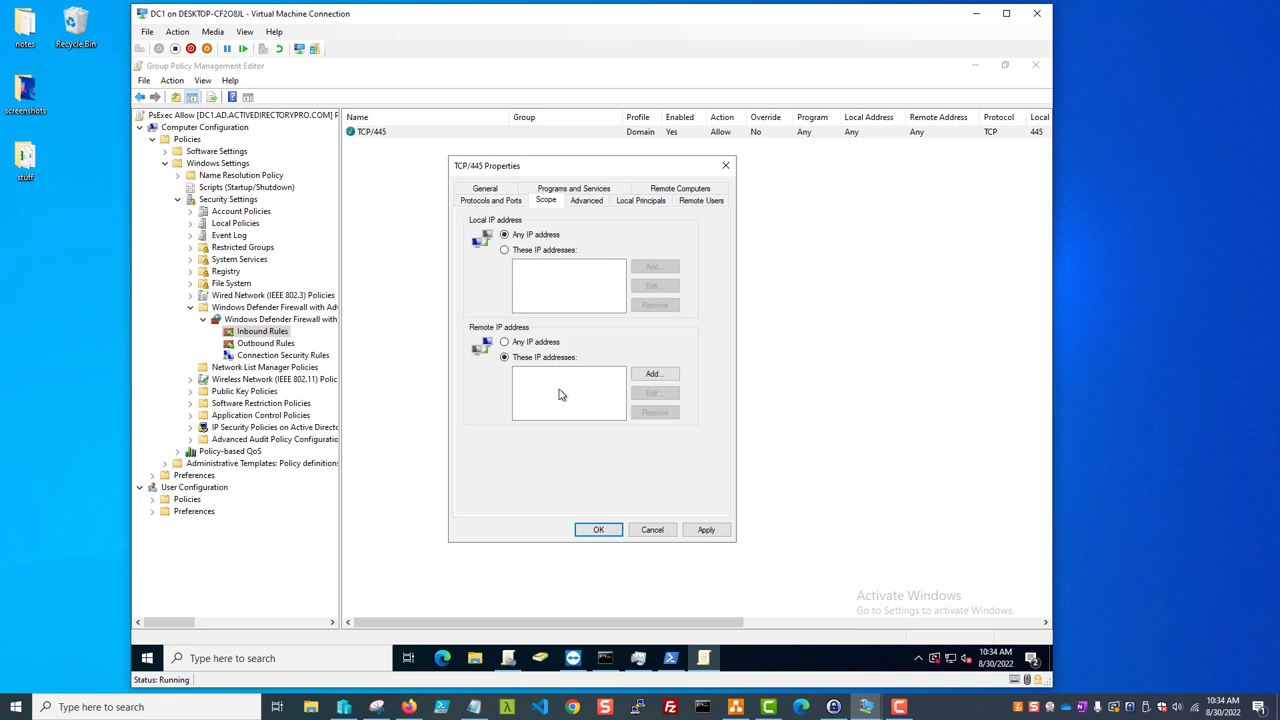 notes
Recycle Bin
screenshots
stuff
DC1 on DESKTOP-CF2O8JL - Virtual Machine Connection
File Action Media View Help
Group Policy Management Editor
File Action View Help
PsExec Allow [DC1.AD.ACTIVEDIRECTORYPRO.COM] P
Computer Configuration
Policies
Software Settings
Windows Settings
Name Resolution Policy
Scripts (Startup/Shutdown)
Security Settings
Account Policies
Local Policies
Event Log
Restricted Groups
System Services
Registry
File System
Wired Network (IEEE 802.3) Policies
Windows Defender Firewall with Adv
Windows Defender Firewall with
Inbound Rules
Outbound Rules
Connection Security Rules
Network List Manager Policies
Wireless Network (IEEE 802.11) Polic
Public Key Policies
Software Restriction Policies
Application Control Policies
IP Security Policies on Active Directo
Advanced Audit Policy Configuratio
Policy-based QoS
Administrative Templates: Policy definitions
Preferences
User Configuration
Policies
Preferences
Name Group Profile Enabled Action Override Program Local Address Remote Address Protocol Local
TCP/445 Domain Yes Allow No Any Any Any TCP 445
TCP/445 Properties
General Programs and Services Remote Computers
Protocols and Ports Scope Advanced Local Principals Remote Users
Local IP address
Any IP address
These IP addresses:
Add...
Edit...
Remove
Remote IP address
Any IP address
These IP addresses:
Add...
Edit...
Remove
OK Cancel Apply
Activate Windows
Go to Settings to activate Windows.
Type here to search
10:34 AM
8/30/2022
2
Status: Running
Type here to search
10:34 AM
8/30/2022